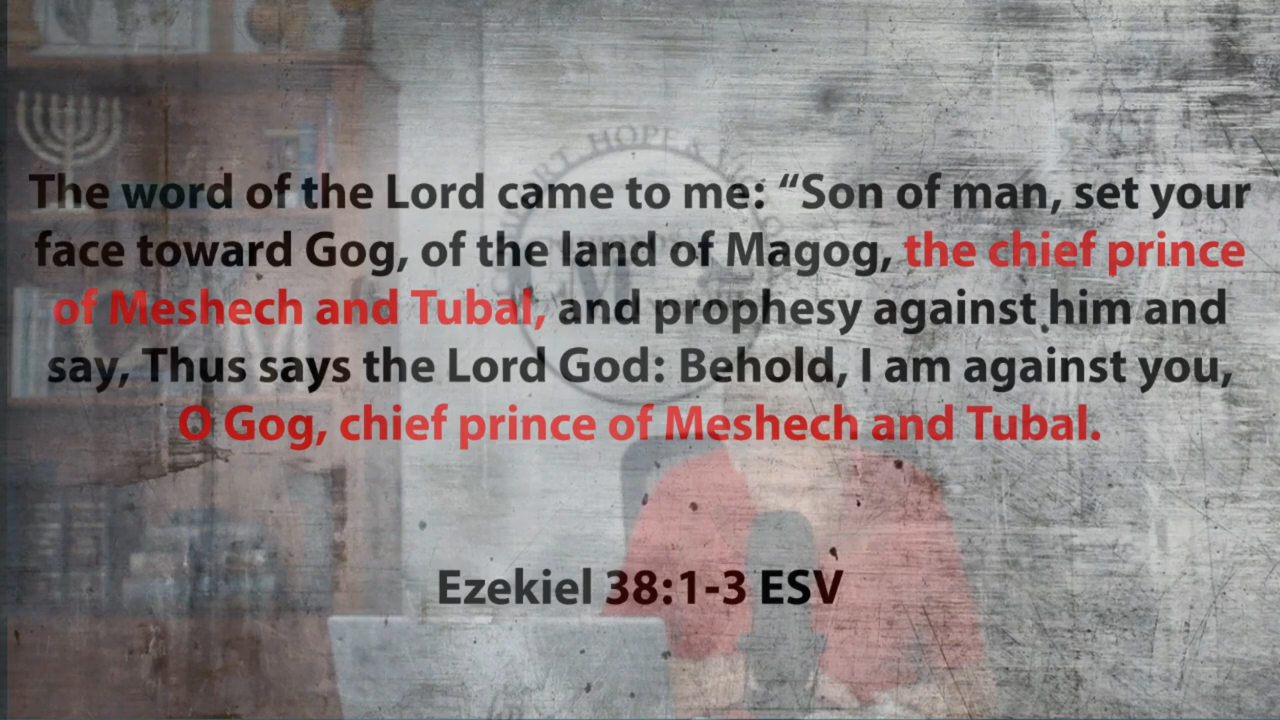 HOPE &
The word of the Lord came to me: “Son of man, set your
face toward Gog, of the land of Magog, the chief prince
of Meshech and Tubal, and prophesy against him and
say, Thus says the Lord God: Behold, I am against you,
O Gog, chief prince of Meshech and Tubal.
Ezekiel 38:1-3 ESV